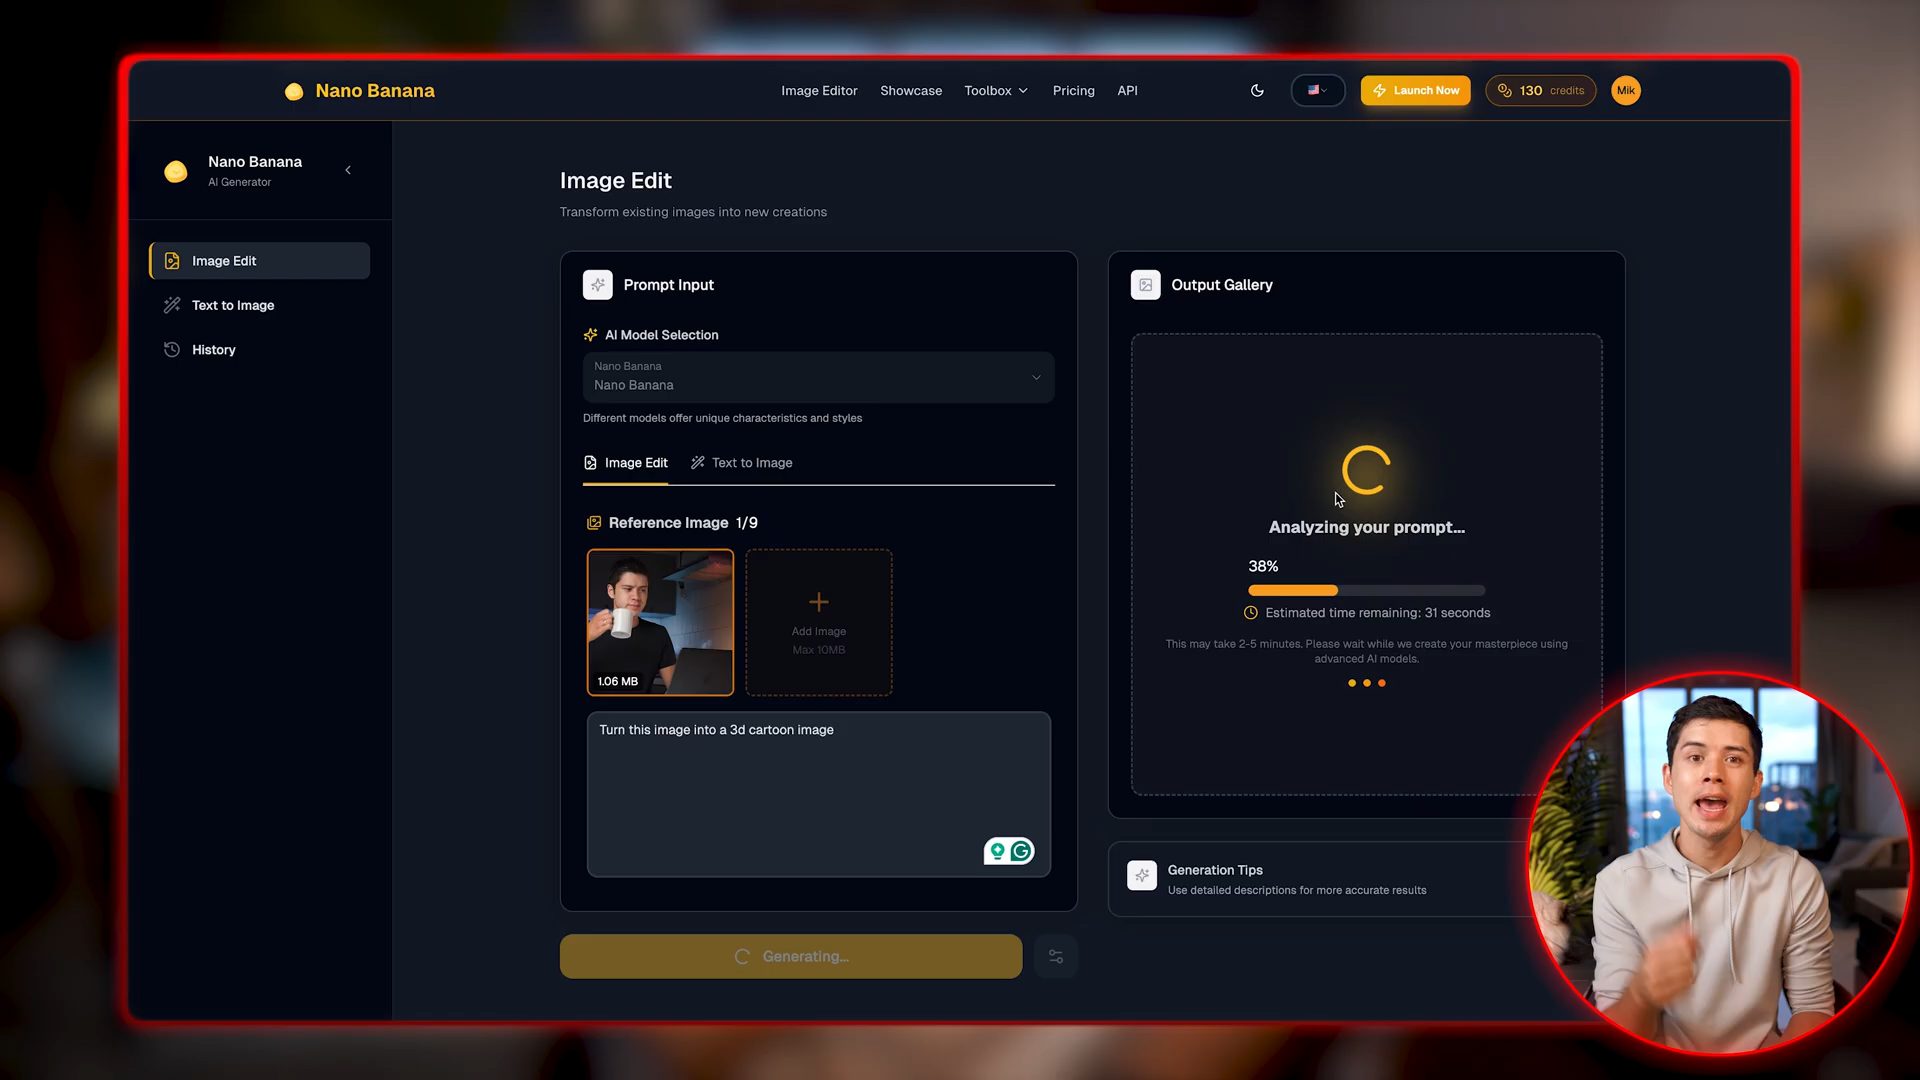 Nano Banana
Image Editor
Showcase
Toolbox
Pricing
API
Launch Now
130 credits
Mik
Nano Banana
AI Generator
Image Edit
Text to Image
History
Image Edit
Transform existing images into new creations
Prompt Input
AI Model Selection
Nano Banana
Nano Banana
Different models offer unique characteristics and styles
Image Edit
Text to Image
Reference Image 1/9
1.06 MB
Add Image
Max 10MB
Turn this image into a 3d cartoon image
Generating...
Output Gallery
Analyzing your prompt...
38%
Estimated time remaining: 31 seconds
This may take 2-5 minutes. Please wait while we create your masterpiece using
advanced AI models.
Generation Tips
Use detailed descriptions for more accurate results